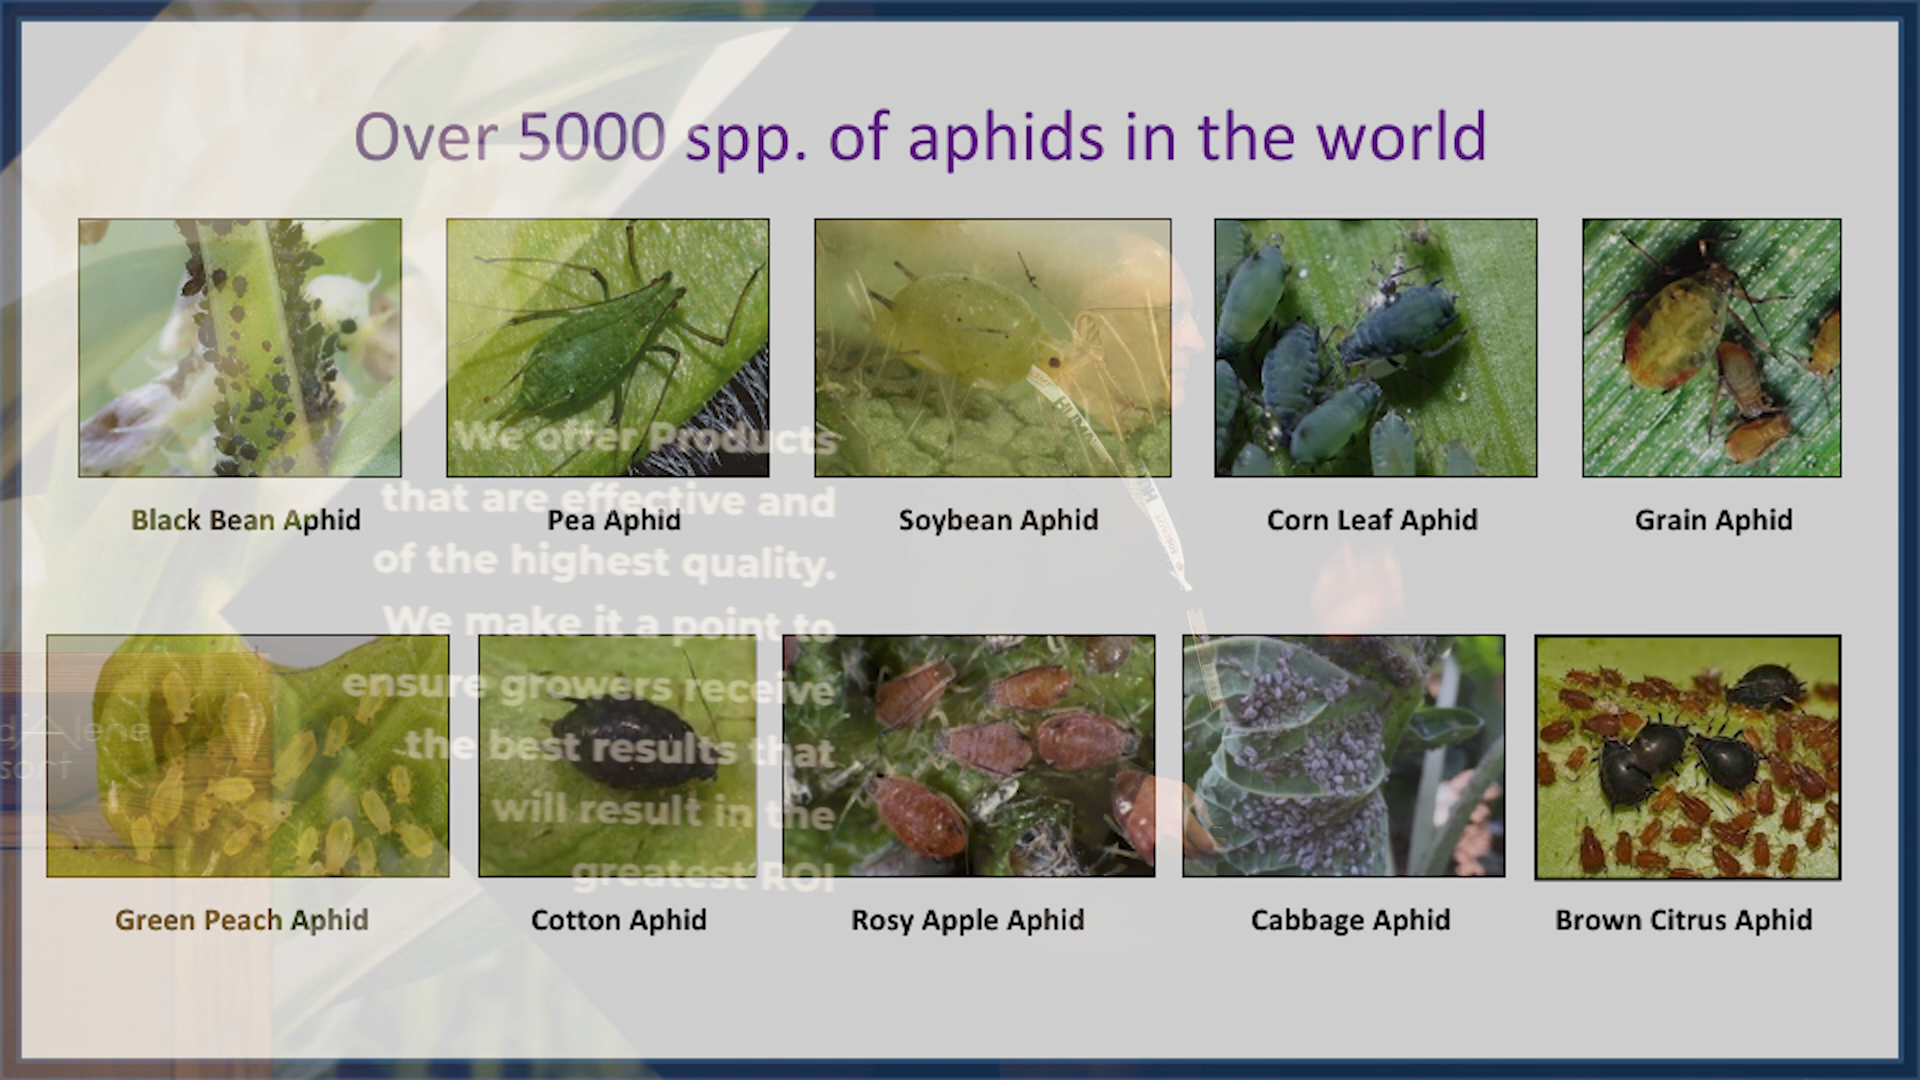 Over 5000 spp. of aphids in the world
Black Bean Aphid
Pea Aphid
Soybean Aphid
Corn Leaf Aphid
Grain Aphid
Green Peach Aphid
Cotton Aphid
Rosy Apple Aphid
Cabbage Aphid
Brown Citrus Aphid
We offer Products
that are effective and
of the highest quality.
We make it a point to
ensure growers receive
the best results that
will result in the
greatest ROI
d'Alene
sort